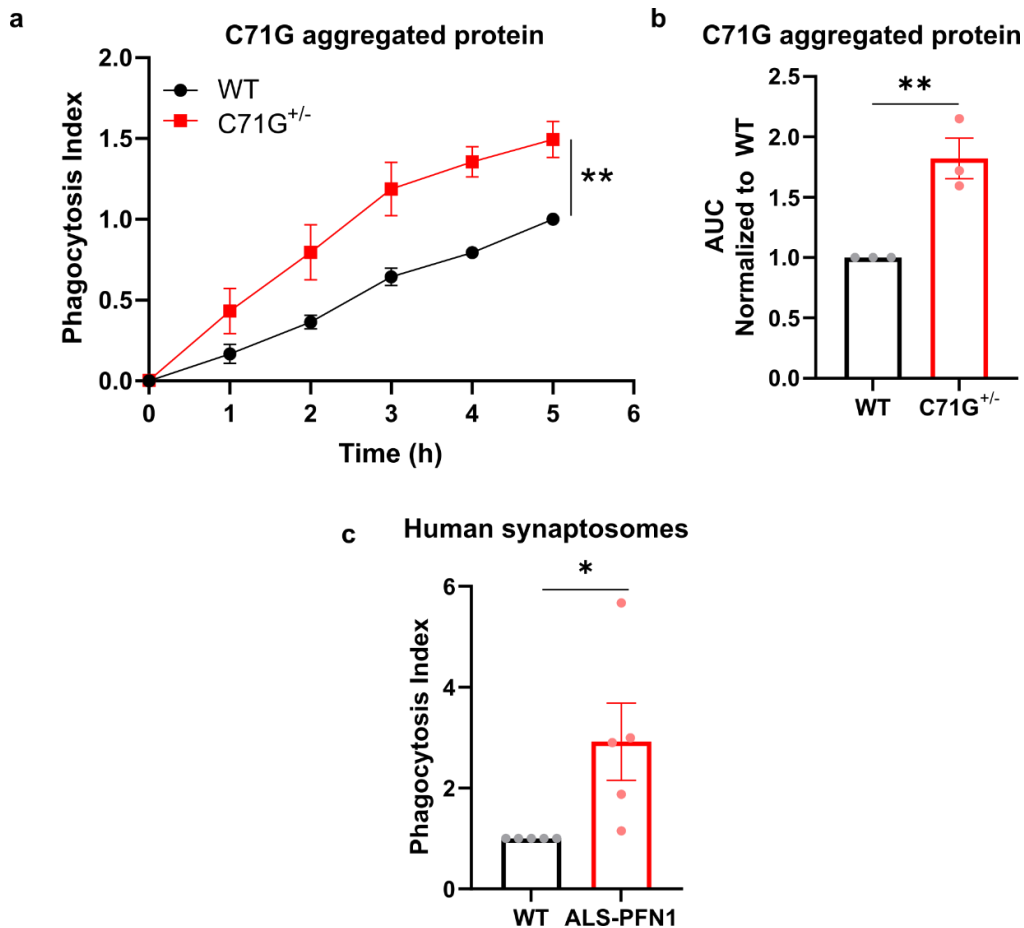 a
C71G aggregated protein
2.0
1.5
1.0
0.5
0.0
Phagocytosis Index
WT
C71G+/-
**
0 1 2 3 4 5 6
Time (h)
b
C71G aggregated protein
2.5
2.0
1.5
1.0
0.5
0.0
AUC
Normalized to WT
**
WT C71G+/-
c
Human synaptosomes
6
4
2
0
Phagocytosis Index
*
WT ALS-PFN1